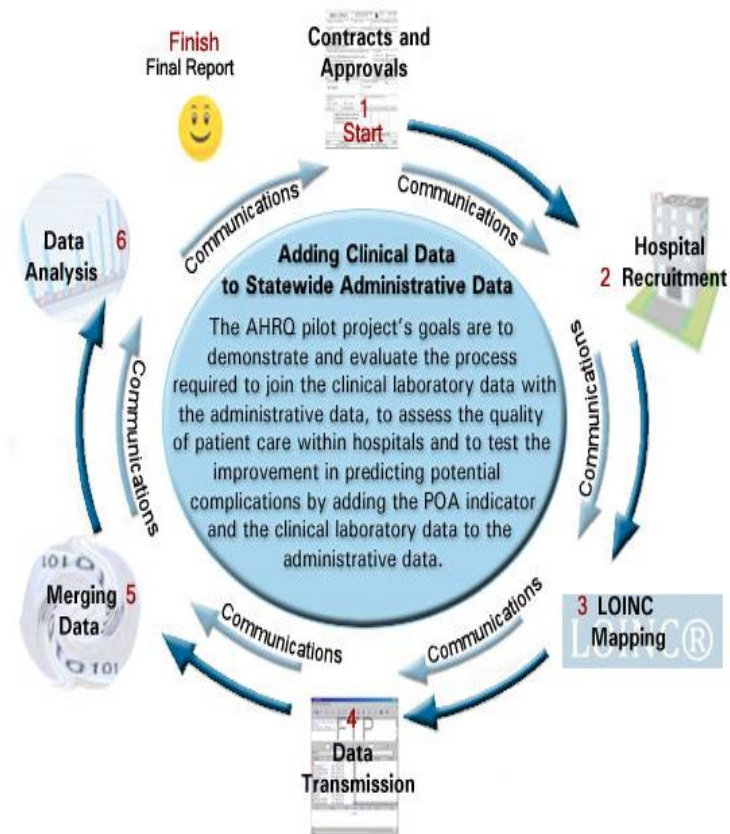 Finish
Final Report
Contracts and
Approvals
1
Start
Communications
Hospital
2 Recruitment
Communications
3 LOINC
Mapping
LOINC®
Communications
4
FTP
Data
Transmission
Communications
Merging 5
Data
101
101
Communications
Data 6
Analysis
Communications
Adding Clinical Data
to Statewide Administrative Data
The AHRQ pilot project's goals are to
demonstrate and evaluate the process
required to join the clinical laboratory data with
the administrative data, to assess the quality
of patient care within hospitals and to test the
improvement in predicting potential
complications by adding the POA indicator
and the clinical laboratory data to the
administrative data.